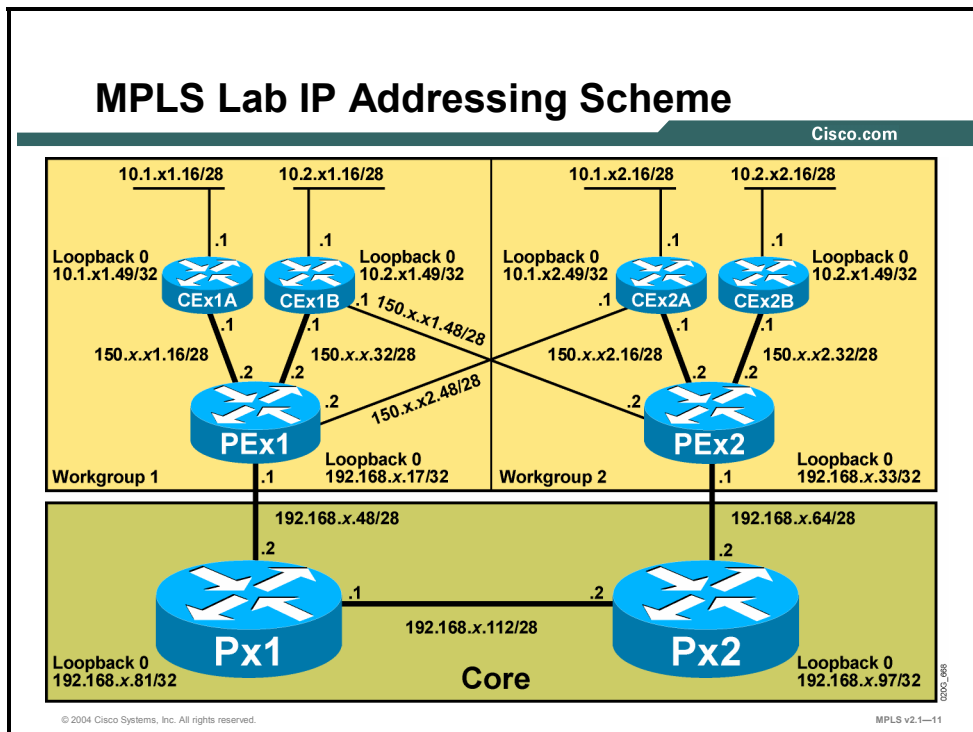 MPLS Lab IP Addressing Scheme
Cisco.com
10.1.x1.16/28
10.2.x1.16/28
10.1.x2.16/28
10.2.x2.16/28
.1
.1
.1
.1
Loopback 0
10.1.x1.49/32
Loopback 0
10.2.x1.49/32
Loopback 0
10.1.x2.49/32
Loopback 0
10.2.x1.49/32
CEx1A
CEx1B
CEx2A
CEx2B
.1
.1
.1
.1
.1
.1
150.x.x1.48/28
150.x.x1.16/28
150.x.x.32/28
150.x.x2.16/28
150.x.x2.32/28
150.x.x2.48/28
.2
.2
.2
.2
.2
.2
PEx1
PEx2
Loopback 0
192.168.x.17/32
Loopback 0
192.168.x.33/32
Workgroup 1
Workgroup 2
.1
.1
192.168.x.48/28
192.168.x.64/28
.2
.2
.1
.2
192.168.x.112/28
Px1
Px2
Loopback 0
192.168.x.81/32
Core
Loopback 0
192.168.x.97/32
020G_668
© 2004 Cisco Systems, Inc. All rights reserved.
MPLS v2.1—11